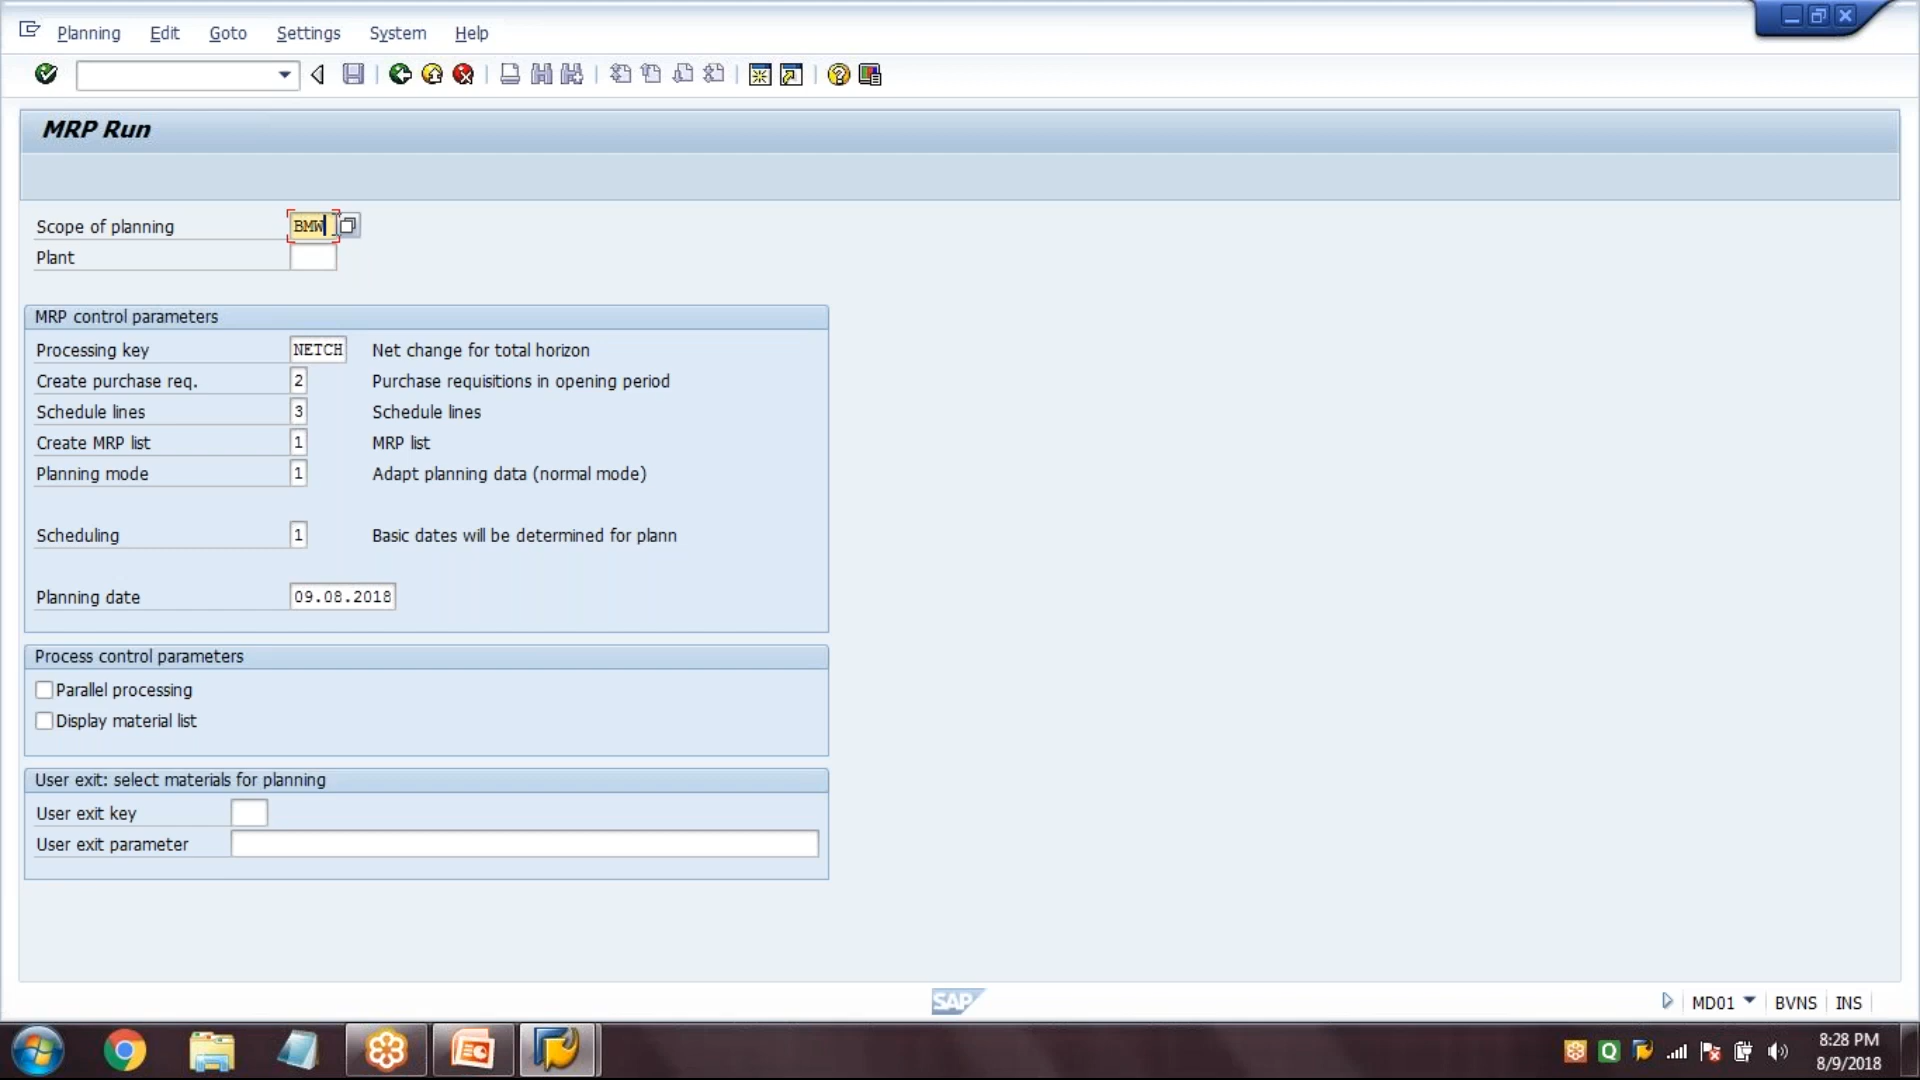 Planning Edit Goto Settings System Help
MRP Run
Scope of planning BMW
Plant
MRP control parameters
Processing key NETCH Net change for total horizon
Create purchase req. 2 Purchase requisitions in opening period
Schedule lines 3 Schedule lines
Create MRP list 1 MRP list
Planning mode 1 Adapt planning data (normal mode)
Scheduling 1 Basic dates will be determined for plann
Planning date 09.08.2018
Process control parameters
Parallel processing
Display material list
User exit: select materials for planning
User exit key
User exit parameter
SAP MD01 BVNS INS
8:28 PM
8/9/2018